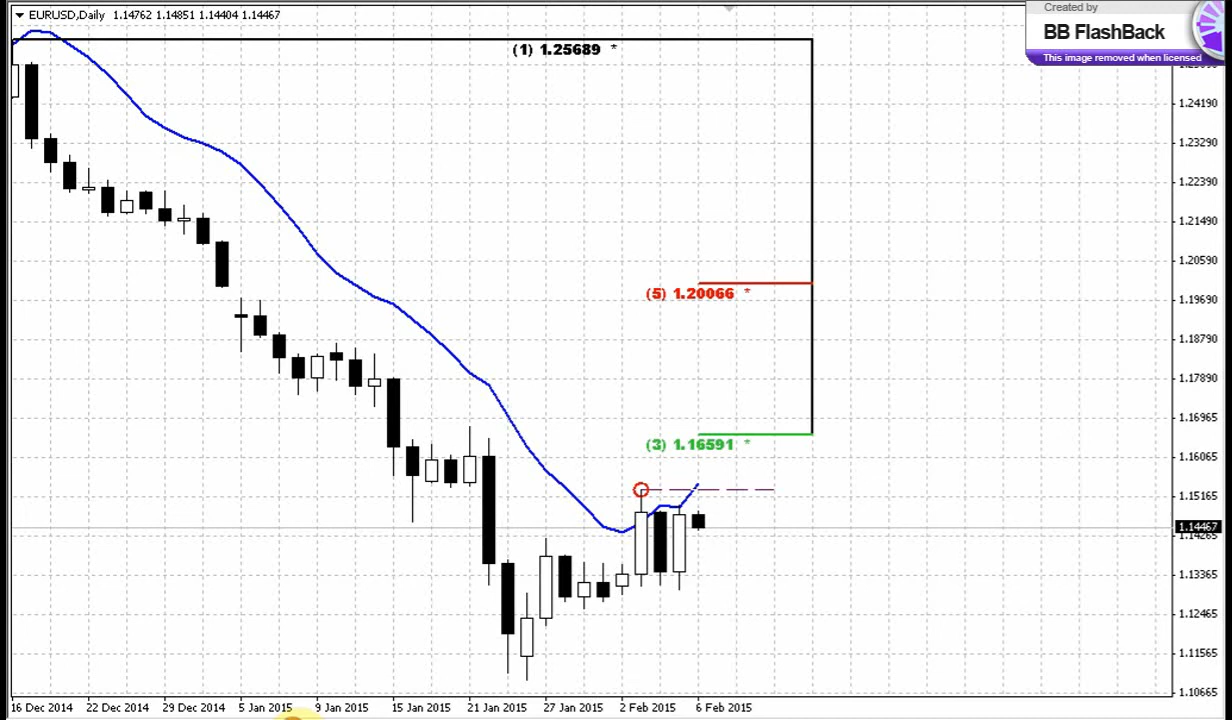 EURUSD,Daily 1.14762 1.14851 1.14404 1.14467
Created by
BB FlashBack
This image removed when licensed
(1) 1.25689 *
1.24190
1.23290
1.22390
1.21490
1.20590
(5) 1.20066 *
1.19690
1.18790
1.17890
1.16965
(3) 1.16591 *
1.16065
1.15165
1.14467
1.14265
1.13365
1.12465
1.11565
1.10665
16 Dec 2014 22 Dec 2014 29 Dec 2014 5 Jan 2015 9 Jan 2015 15 Jan 2015 21 Jan 2015 27 Jan 2015 2 Feb 2015 6 Feb 2015